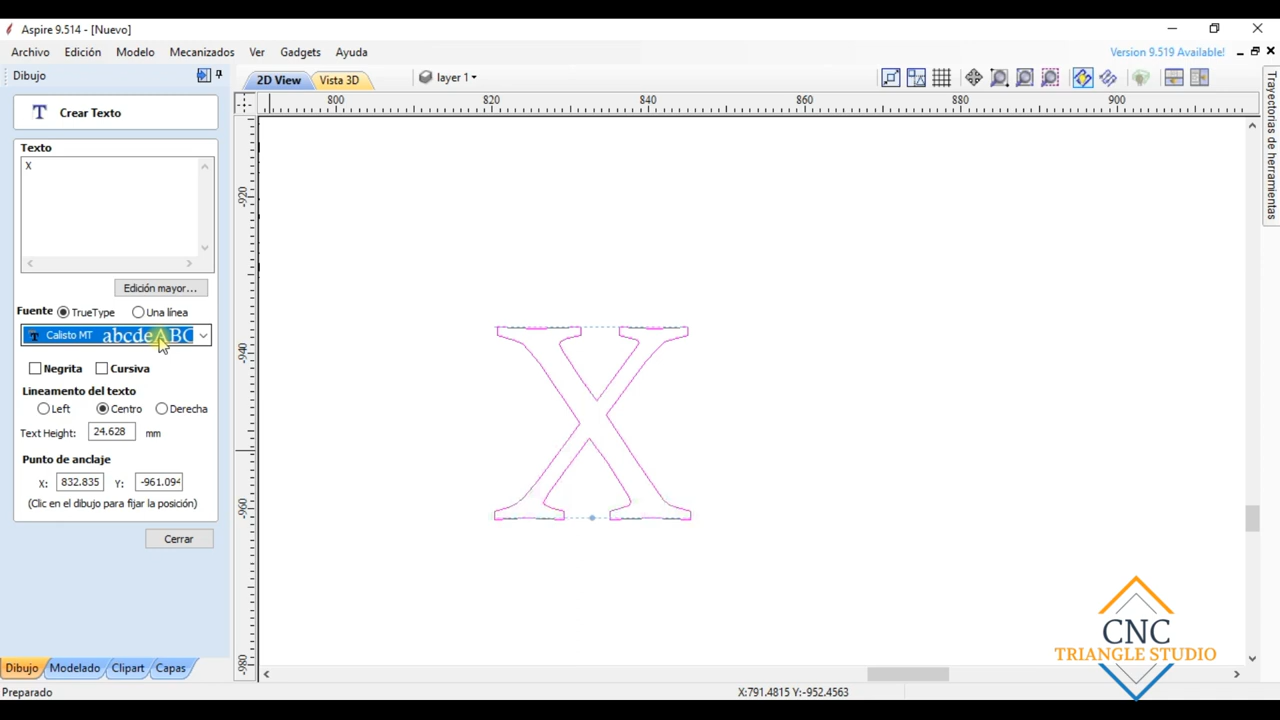 Aspire 9.514 - [Nuevo]
Archivo Edición Modelo Mecanizados Ver Gadgets Ayuda Version 9.519 Available!
Dibujo
2D View Vista 3D layer 1
800 820 840 860 880 900
Crear Texto
Texto
X
Edición mayor...
Fuente TrueType Una línea
Calisto MT abcdeABC
Negrita Cursiva
Lineamento del texto
Left Centro Derecha
Text Height: 24.628 mm
Punto de anclaje
X: 832.835 Y: -961.094
(Clic en el dibujo para fijar la posición)
Cerrar
-920
-940
-960
-980
X
Trayectorias de herramientas
CNC
TRIANGLE STUDIO
Dibujo Modelado Clipart Capas
Preparado X:791.4815 Y:-952.4563